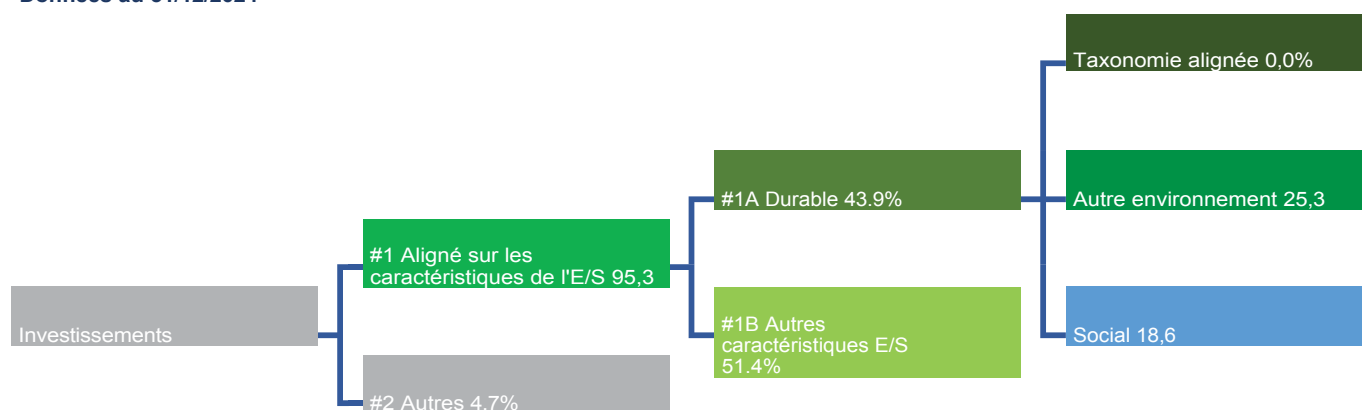 Taxonomie alignée 0,0%
#1A Durable 43.9%
Autre environnement 25,3
#1 Aligné sur les
caractéristiques de l'E/S 95,3
Investissements
#1B Autres
caractéristiques E/S
51.4%
Social 18,6
#2 Autres 4.7%